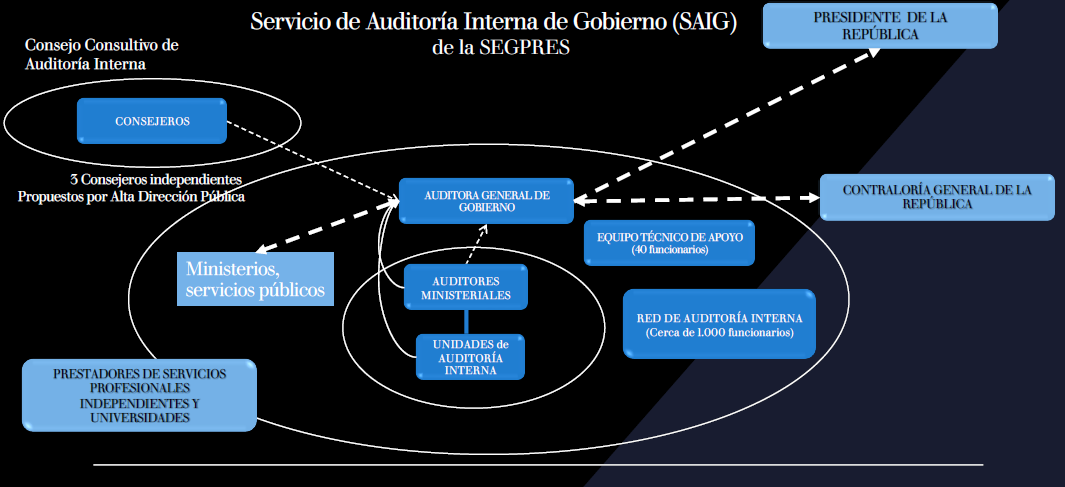 Servicio de Auditoría Interna de Gobierno (SAIG)
de la SEGPRES
PRESIDENTE DE LA
REPÚBLICA
Consejo Consultivo de
Auditoría Interna
CONSEJEROS
3 Consejeros independientes
Propuestos por Alta Dirección Pública
AUDITORA GENERAL DE
GOBIERNO
CONTRALORÍA GENERAL DE LA
REPÚBLICA
EQUIPO TÉCNICO DE APOYO
(40 funcionarios)
Ministerios,
servicios públicos
AUDITORES
MINISTERIALES
RED DE AUDITORÍA INTERNA
(Cerca de 1.000 funcionarios)
UNIDADES de
AUDITORÍA
INTERNA
PRESTADORES DE SERVICIOS
PROFESIONALES
INDEPENDIENTES Y
UNIVERSIDADES